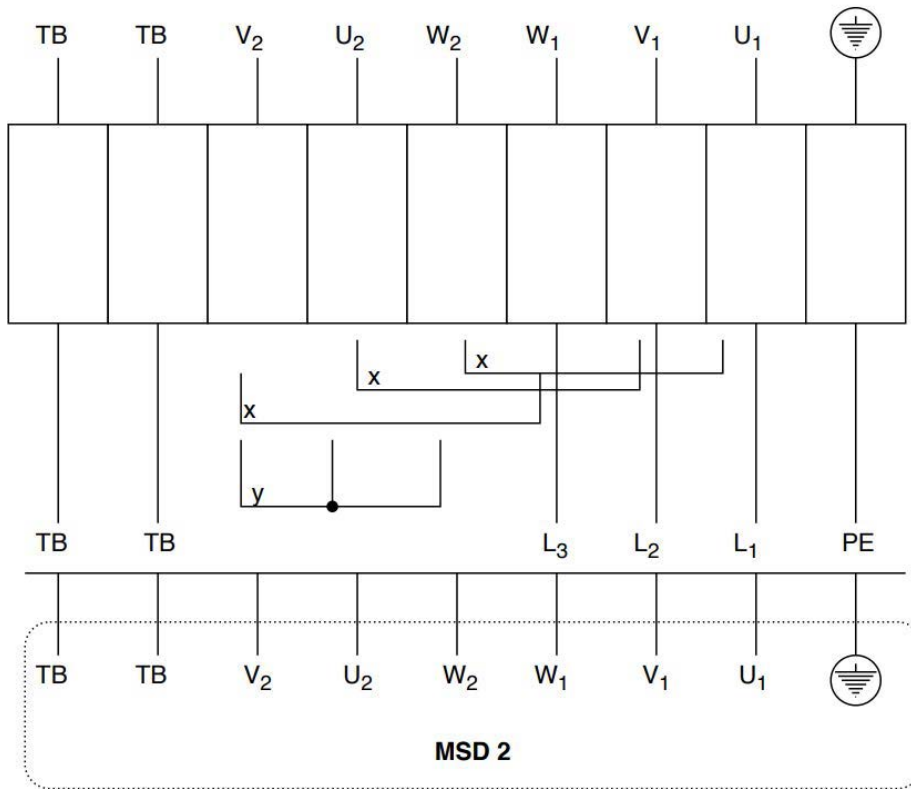 TB TB V₂ U₂ W₂ W₁ V₁ U₁
x
x
x
y
TB TB L₃ L₂ L₁ PE
TB TB V₂ U₂ W₂ W₁ V₁ U₁
MSD 2